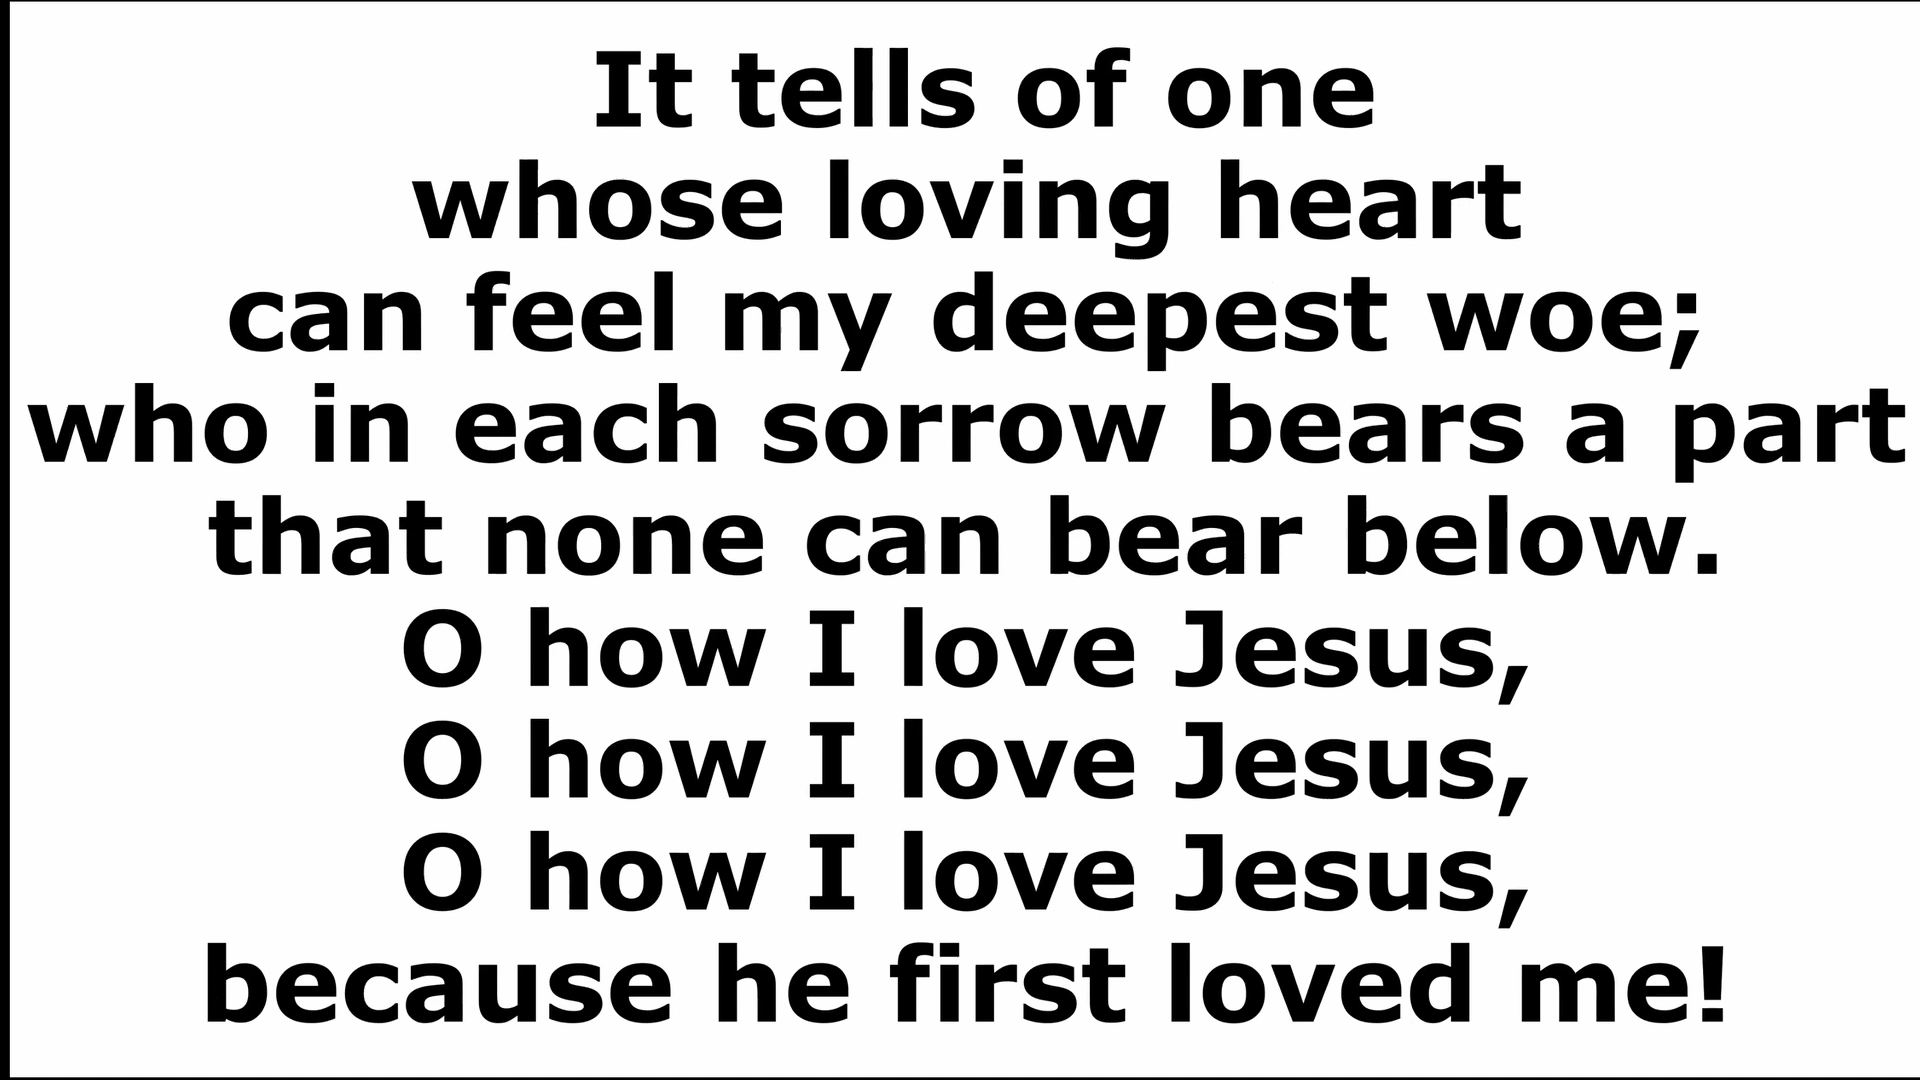 It tells of one
whose loving heart
can feel my deepest woe;
who in each sorrow bears a part
that none can bear below.
O how I love Jesus,
O how I love Jesus,
O how I love Jesus,
because he first loved me!